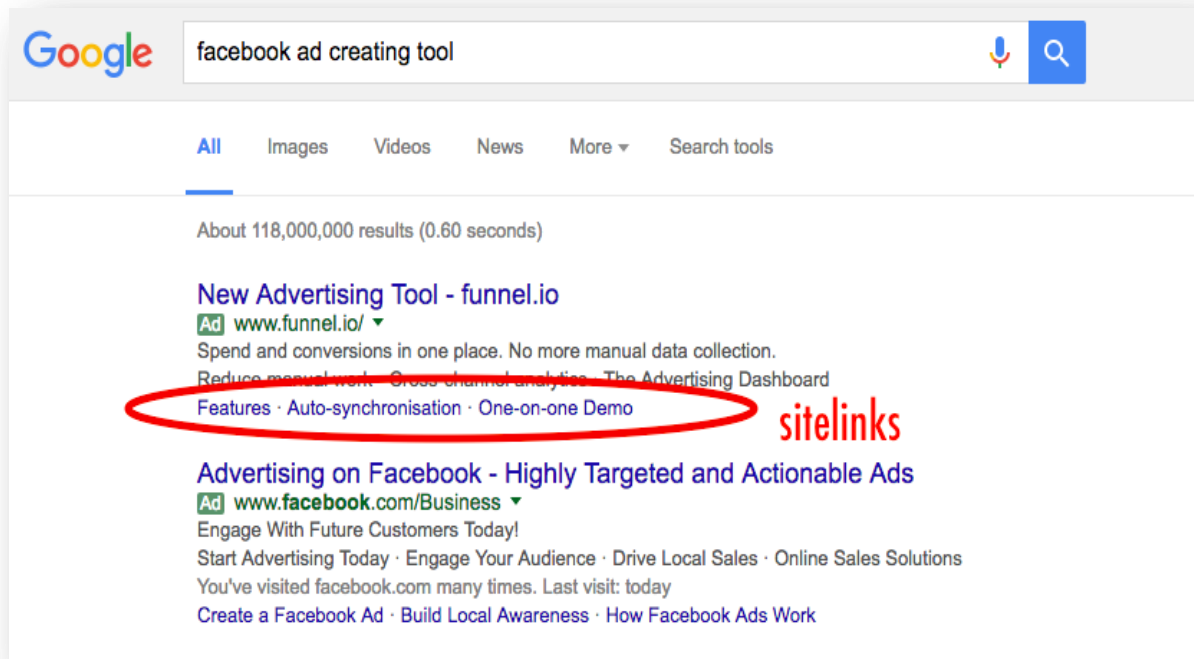 Google facebook ad creating tool
All Images Videos News More Search tools
About 118,000,000 results (0.60 seconds)
New Advertising Tool - funnel.io
Ad www.funnel.io/
Spend and conversions in one place. No more manual data collection.
Reduce manual work · Cross-channel analytics · The Advertising Dashboard
Features · Auto-synchronisation · One-on-one Demo
sitelinks
Advertising on Facebook - Highly Targeted and Actionable Ads
Ad www.facebook.com/Business
Engage With Future Customers Today!
Start Advertising Today · Engage Your Audience · Drive Local Sales · Online Sales Solutions
You've visited facebook.com many times. Last visit: today
Create a Facebook Ad · Build Local Awareness · How Facebook Ads Work